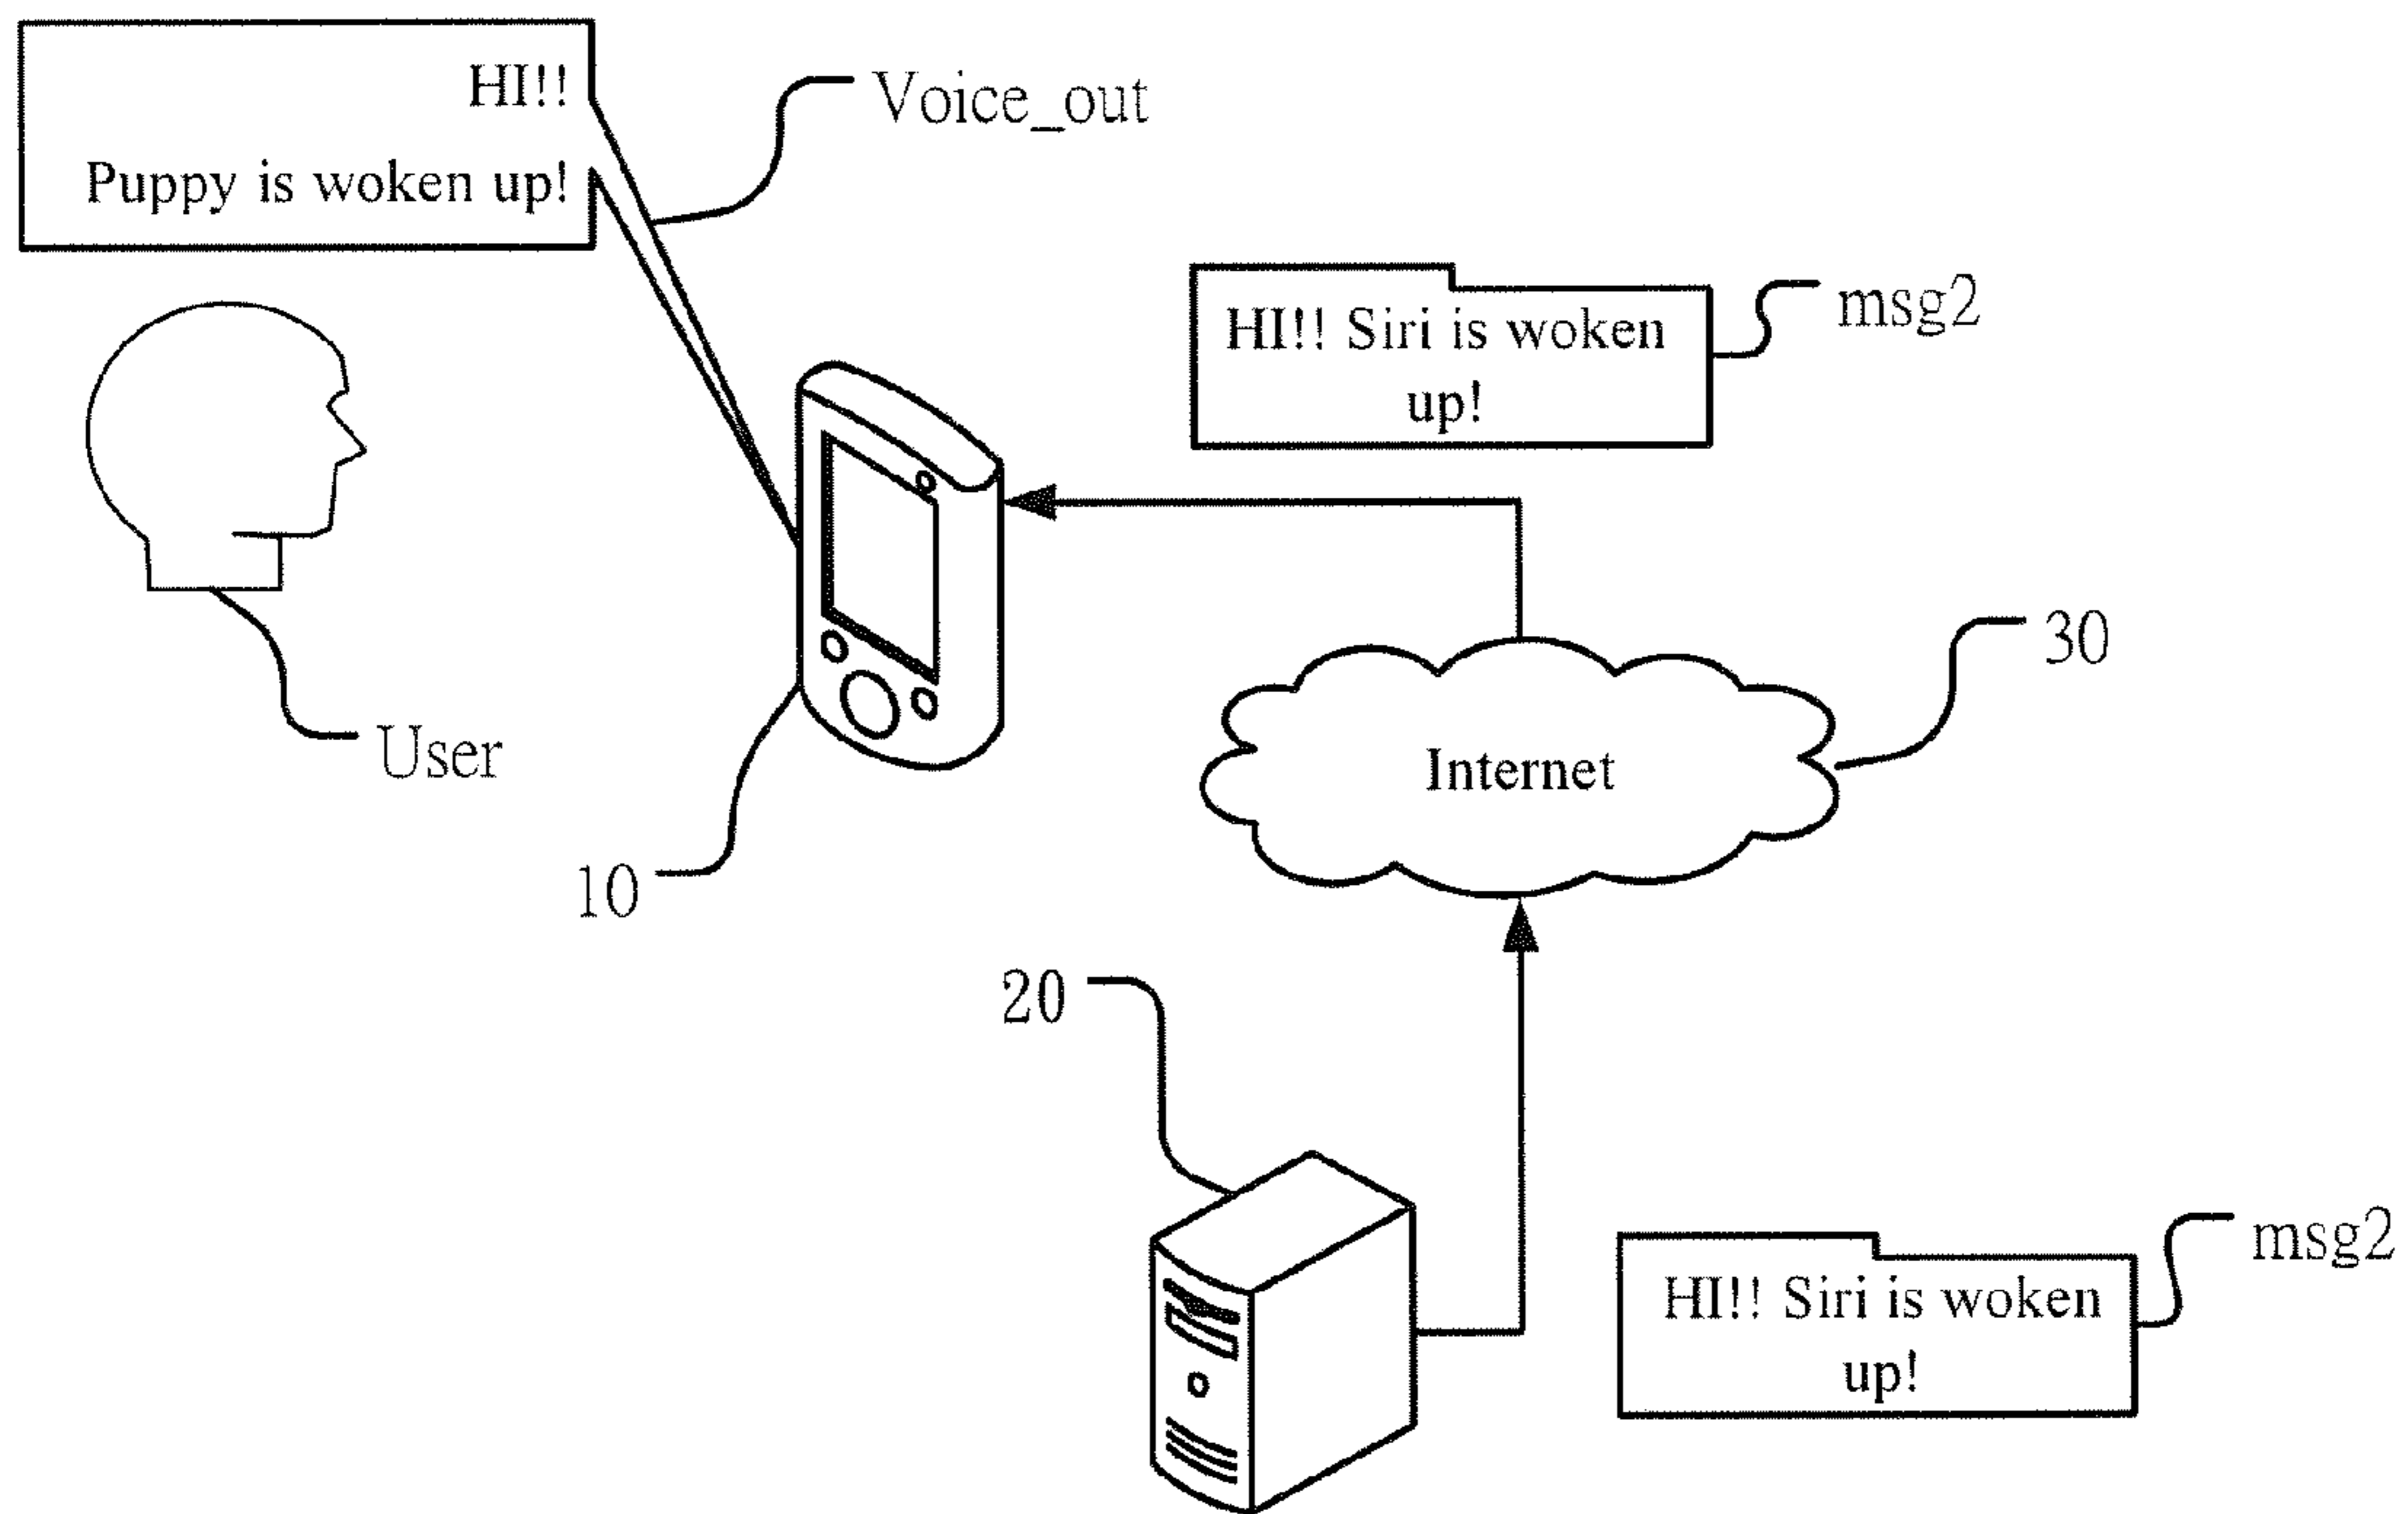 HI!!
Puppy is woken up!
Voice_out
HI!! Siri is woken
up!
msg2
User
30
Internet
10
20
HI!! Siri is woken
up!
msg2